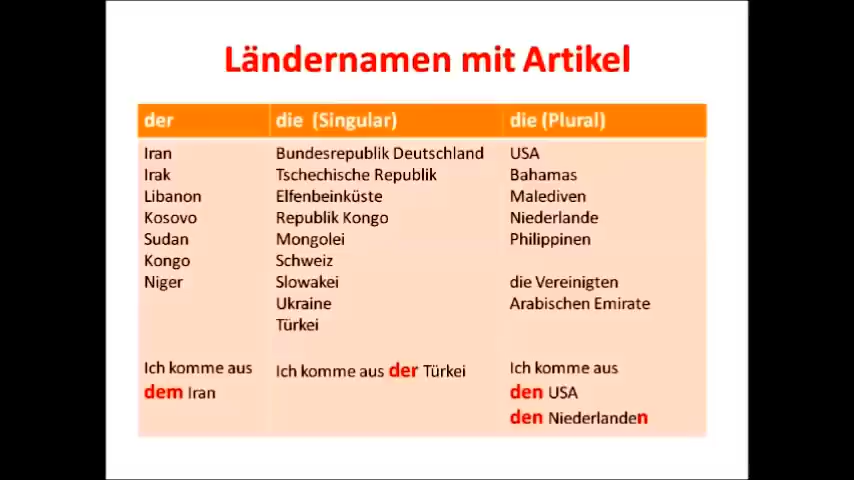 Ländernamen mit Artikel
der
die (Singular)
die (Plural)
Iran
Irak
Libanon
Kosovo
Sudan
Kongo
Niger
Ich komme aus
dem Iran
Bundesrepublik Deutschland
Tschechische Republik
Elfenbeinküste
Republik Kongo
Mongolei
Schweiz
Slowakei
Ukraine
Türkei
Ich komme aus der Türkei
USA
Bahamas
Malediven
Niederlande
Philippinen
die Vereinigten
Arabischen Emirate
Ich komme aus
den USA
den Niederlanden